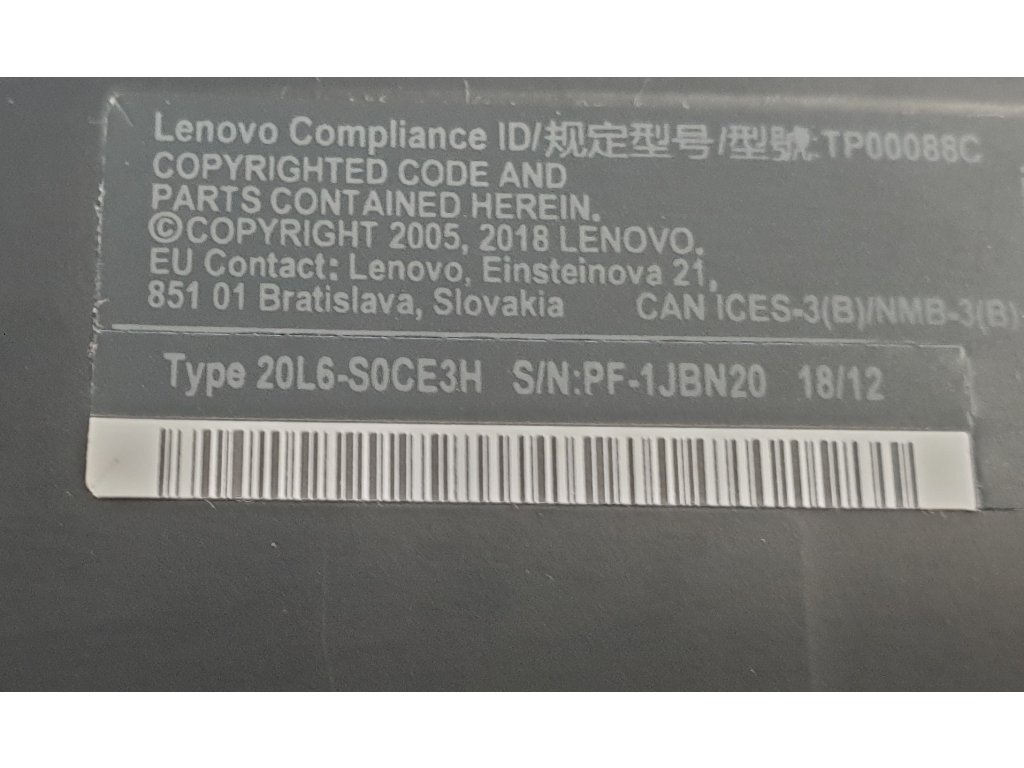 Lenovo Compliance ID/规定型号/型號:TP00088C
COPYRIGHTED CODE AND
PARTS CONTAINED HEREIN.
©COPYRIGHT 2005, 2018 LENOVO.
EU Contact: Lenovo, Einsteinova 21,
851 01 Bratislava, Slovakia CAN ICES-3(B)/NMB-3(B)
Type 20L6-S0CE3H S/N:PF-1JBN20 18/12